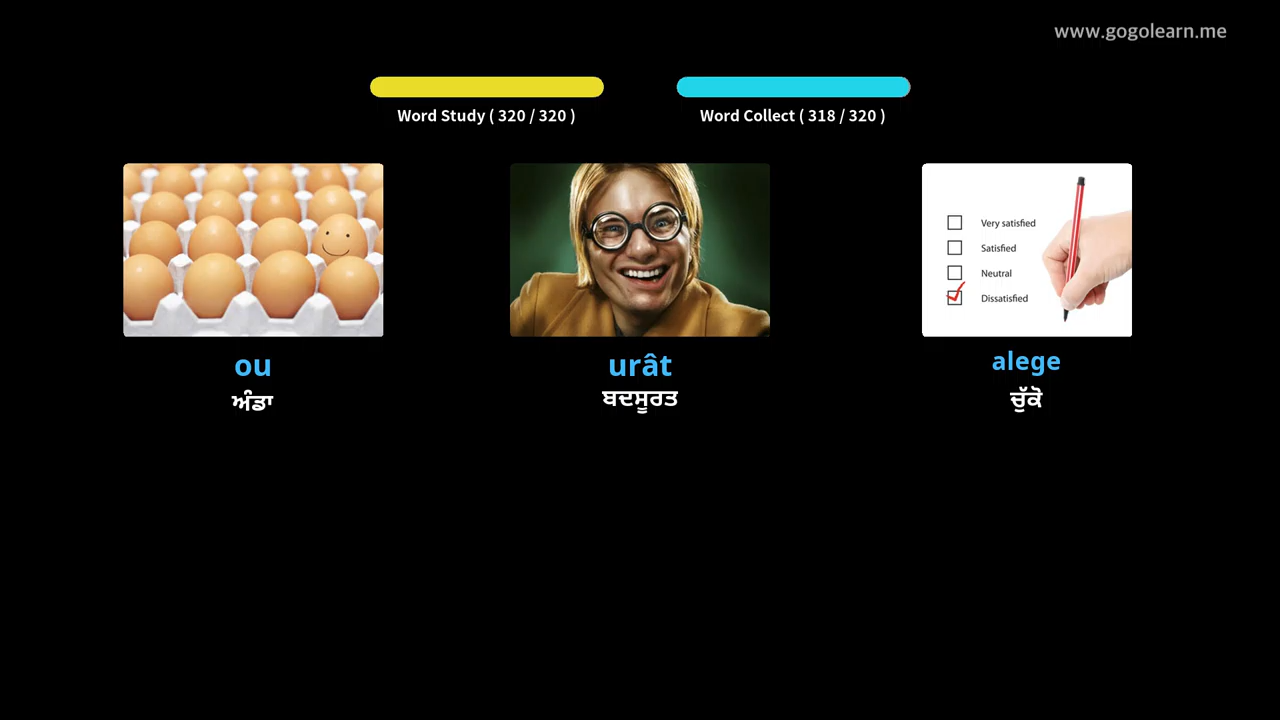 www.gogolearn.me
Word Study ( 320 / 320 )
Word Collect ( 318 / 320 )
Very satisfied
Satisfied
Neutral
Dissatisfied
ou
urât
alege
ਅੰਡਾ
ਬਦਸੂਰਤ
ਚੁੱਕੋ